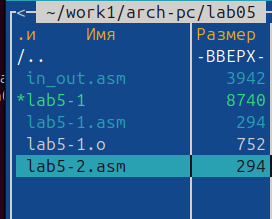 <— ~/work1/arch-pc/lab05
.и Имя Размер
/.. -ВВЕРХ-
in_out.asm 3942
*lab5-1 8740
lab5-1.asm 294
lab5-1.o 752
lab5-2.asm 294